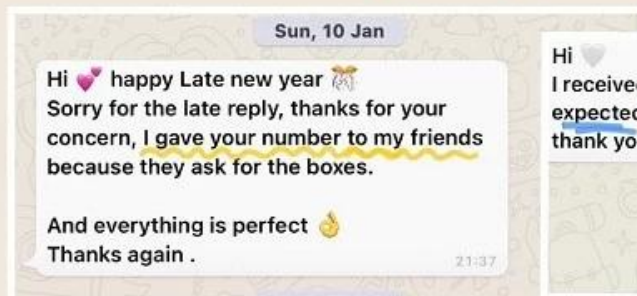 Sun, 10 Jan
Hi 💕 happy Late new year 🎊
Sorry for the late reply, thanks for your
concern, I gave your number to my friends
because they ask for the boxes.
And everything is perfect 👌
Thanks again .
21:37
Hi 🤍
I received
expected
thank yo